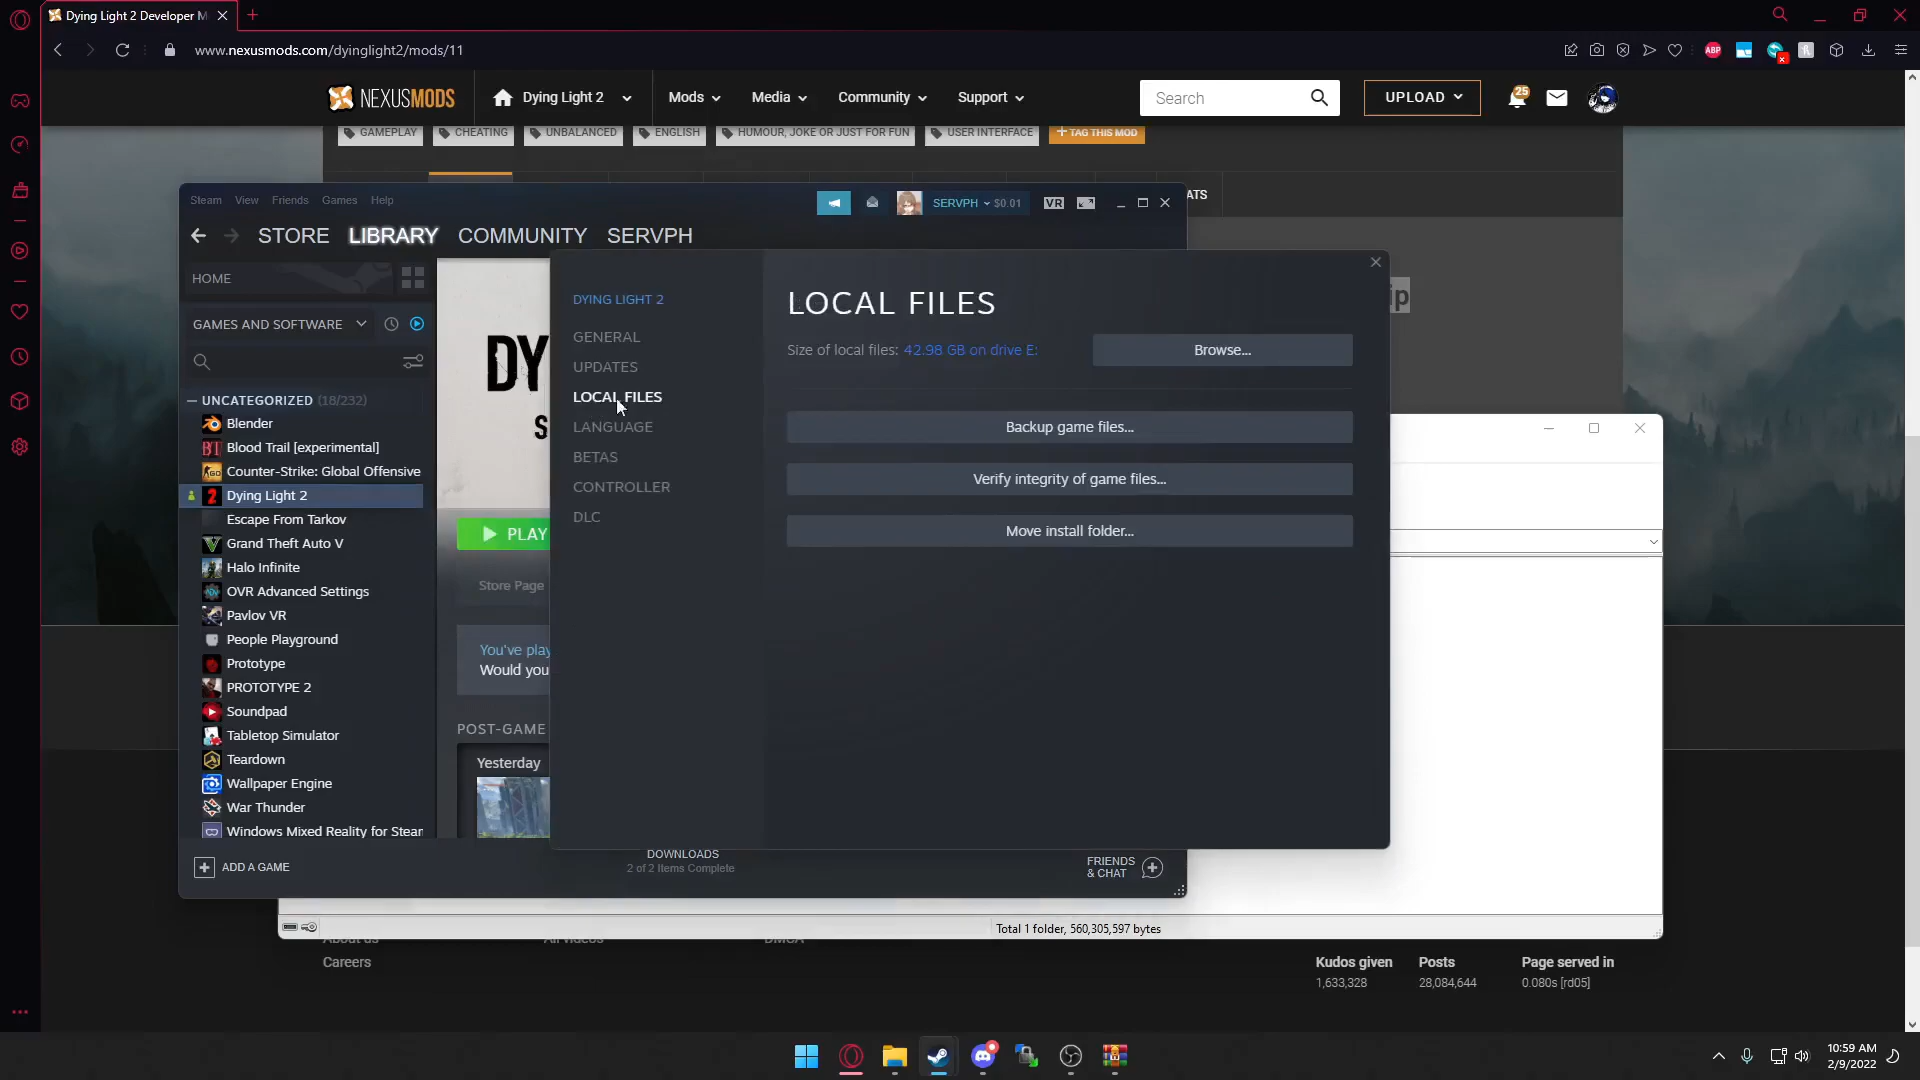 Dying Light 2 Developer M
www.nexusmods.com/dyinglight2/mods/11
ABP
NEXUSMODS
Dying Light 2
Mods
Media
Community
Support
Search
UPLOAD
25
GAMEPLAY
CHEATING
UNBALANCED
ENGLISH
HUMOUR, JOKE OR JUST FOR FUN
USER INTERFACE
+ TAG THIS MOD
ATS
Steam
View
Friends
Games
Help
SERVPH
$0.01
VR
STORE
LIBRARY
COMMUNITY
SERVPH
HOME
GAMES AND SOFTWARE
UNCATEGORIZED (18/232)
Blender
Blood Trail [experimental]
Counter-Strike: Global Offensive
Dying Light 2
Escape From Tarkov
Grand Theft Auto V
Halo Infinite
OVR Advanced Settings
Pavlov VR
People Playground
Prototype
PROTOTYPE 2
Soundpad
Tabletop Simulator
Teardown
Wallpaper Engine
War Thunder
Windows Mixed Reality for Steam
ADD A GAME
DY
S
PLAY
Store Page
You've play
Would you
POST-GAME
Yesterday
DYING LIGHT 2
GENERAL
UPDATES
LOCAL FILES
LANGUAGE
BETAS
CONTROLLER
DLC
LOCAL FILES
Size of local files: 42.98 GB on drive E:
Browse...
Backup game files...
Verify integrity of game files...
Move install folder...
ip
DOWNLOADS
2 of 2 Items Complete
FRIENDS
& CHAT
Total 1 folder, 560,305,597 bytes
About us
All videos
DMCA
Careers
Kudos given
1,633,328
Posts
28,084,644
Page served in
0.080s [rd05]
10:59 AM
2/9/2022